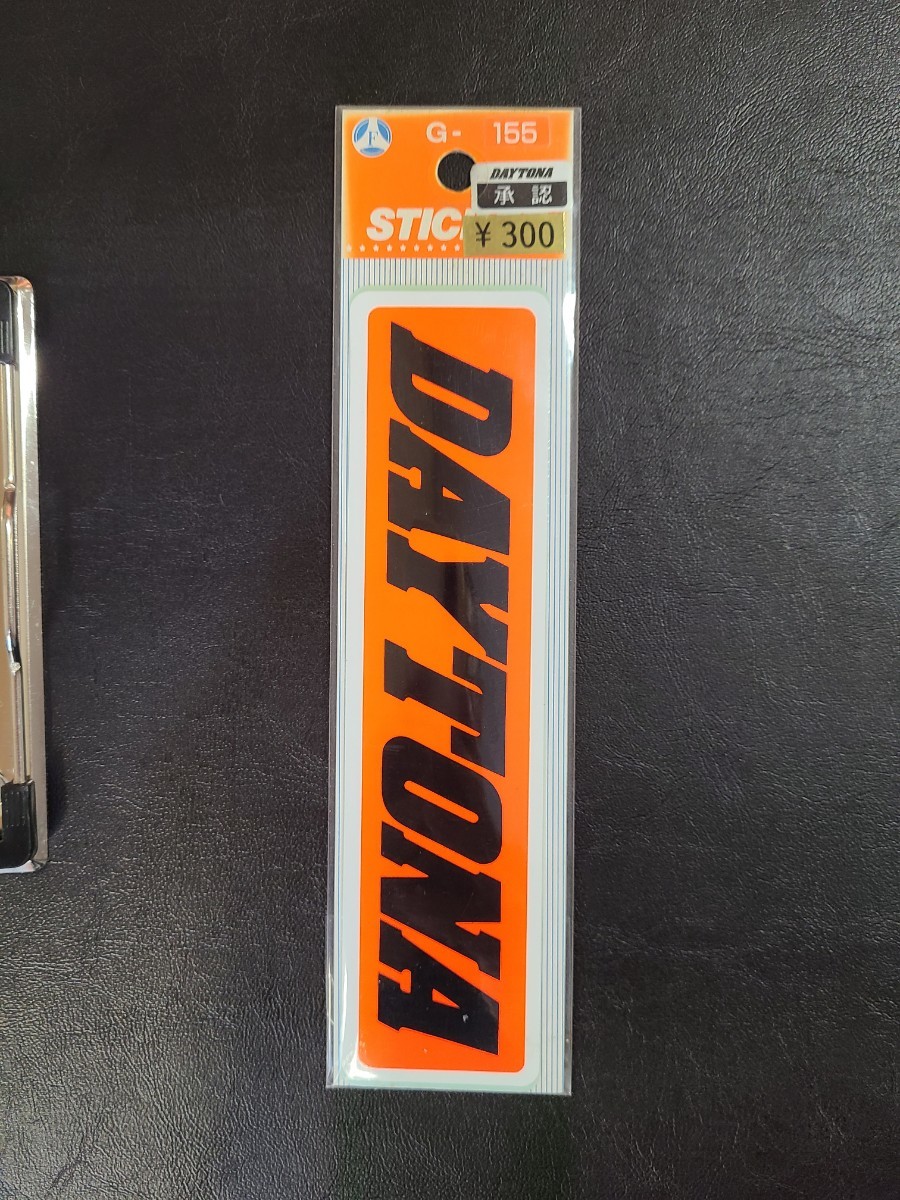 F
G- 155
DAYTONA
承認
STIC
¥300
DAYTONA